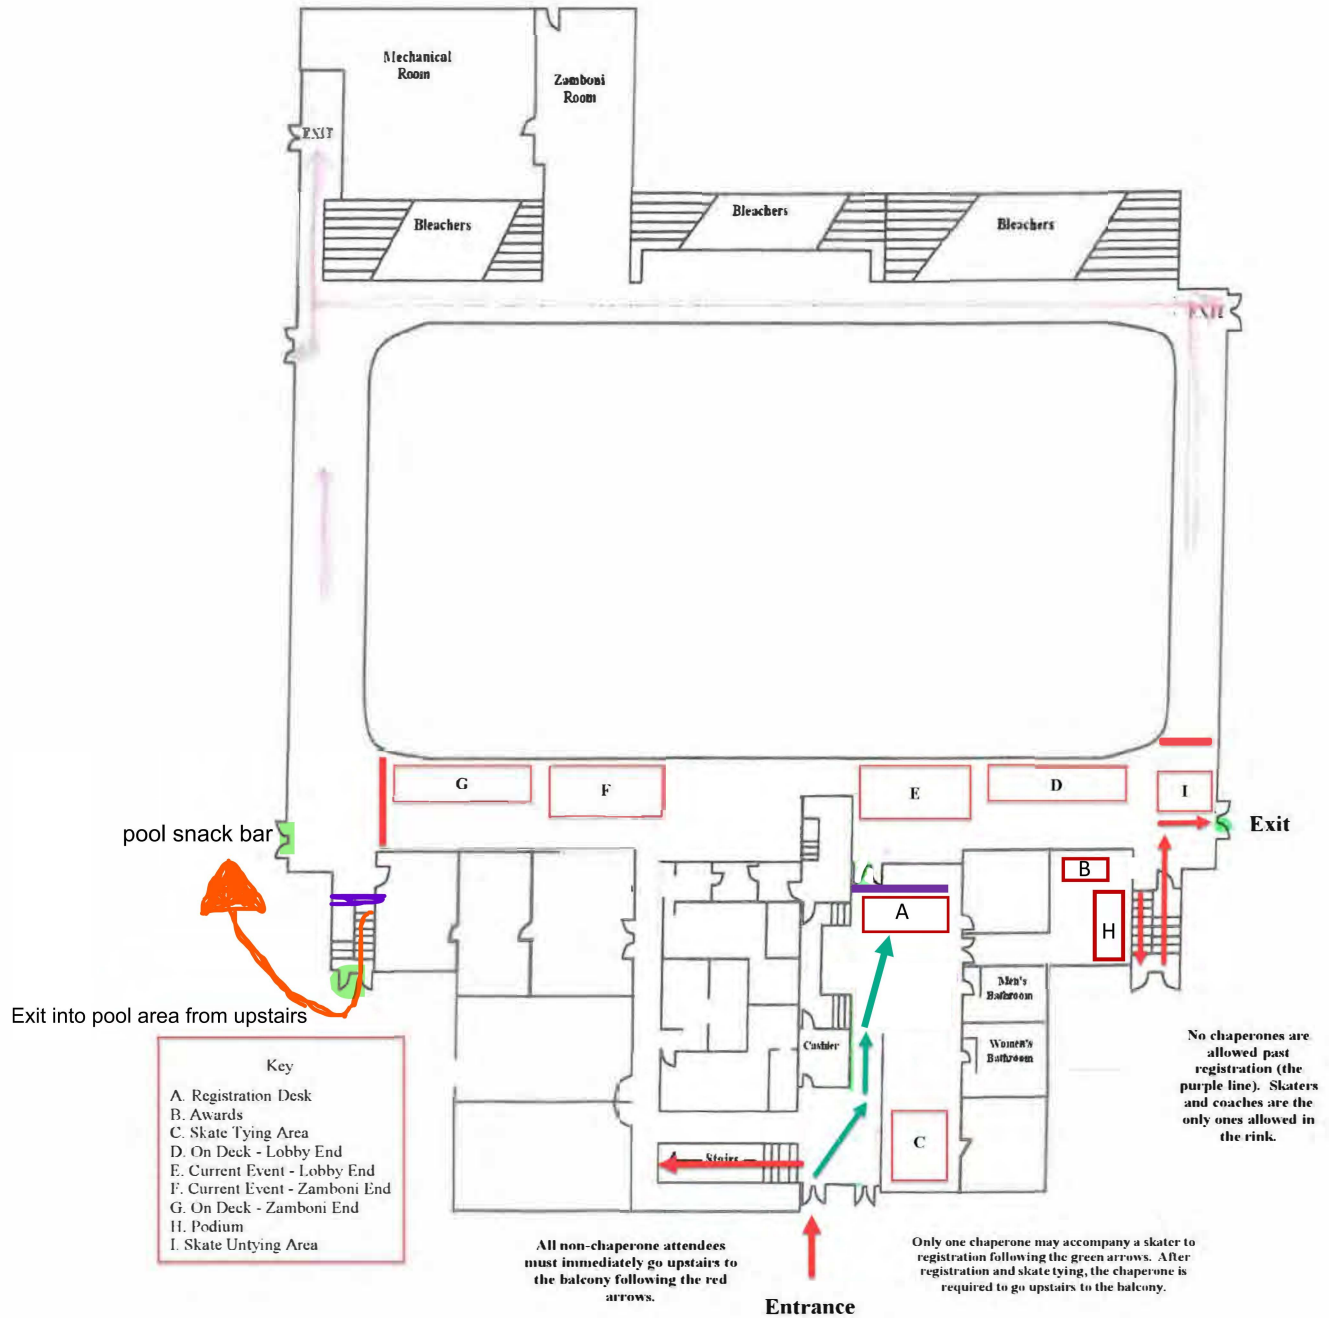 Mechanical
Room
Zamboni
Room
EXIT
Bleachers
Bleachers
Bleachers
EXIT
G
F
E
D
I
pool snack bar
Exit
B
A
H
Exit into pool area from upstairs
Men's
Bathroom
Cashier
Women's
Bathroom
No chaperones are
allowed past
registration (the
purple line). Skaters
and coaches are the
only ones allowed in
the rink.
Key
A. Registration Desk
B. Awards
C. Skate Tying Area
D. On Deck - Lobby End
E. Current Event - Lobby End
F. Current Event - Zamboni End
G. On Deck - Zamboni End
H. Podium
I. Skate Untying Area
C
Stairs
All non-chaperone attendees
must immediately go upstairs to
the balcony following the red
arrows.
Only one chaperone may accompany a skater to
registration following the green arrows. After
registration and skate tying, the chaperone is
required to go upstairs to the balcony.
Entrance